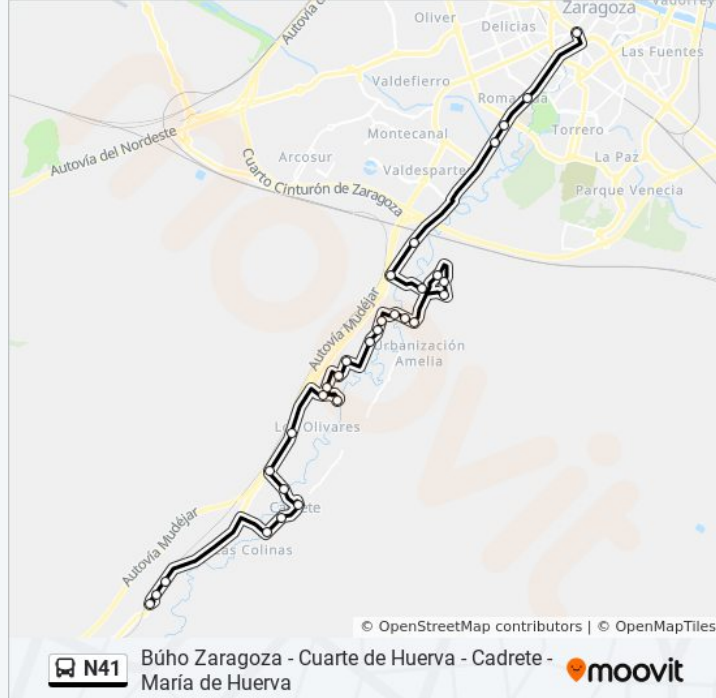 Zaragoza
Oliver
Delicias
Las Fuentes
Valdefierro
Autovía del Nordeste
Montecanal
Torrero
Arcosur
Valdespartera
La Paz
Cuarto Cinturón de Zaragoza
Parque Venecia
Autovía Mudéjar
Urbanización
Amelia
Los Olivares
Autovía Mudéjar
Las Colinas
© OpenStreetMap contributors | © OpenMapTiles
N41
Búho Zaragoza - Cuarte de Huerva - Cadrete -
María de Huerva
moovit